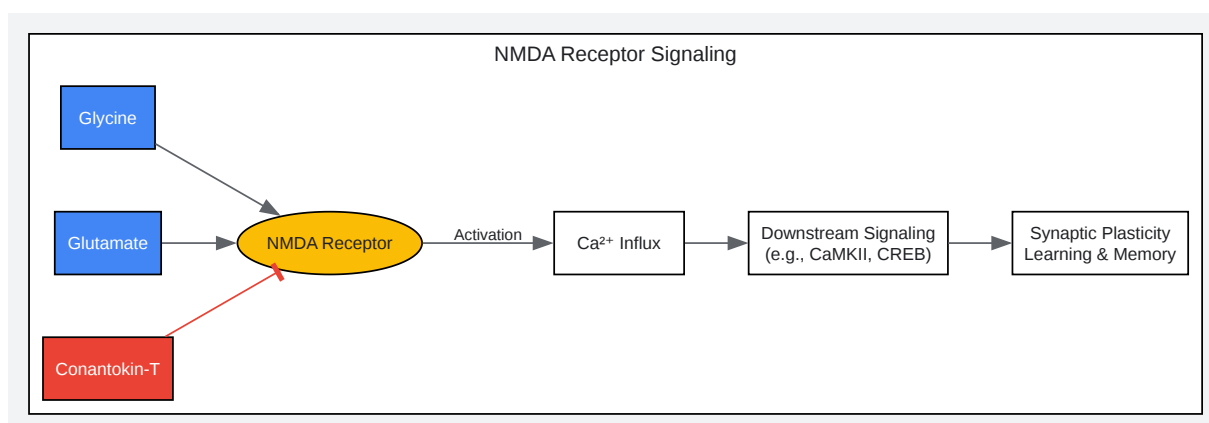 NMDA Receptor Signaling
Glycine
Glutamate
NMDA Receptor
Activation
Ca²⁺ Influx
Downstream Signaling
(e.g., CaMKII, CREB)
Synaptic Plasticity
Learning & Memory
Conantokin-T